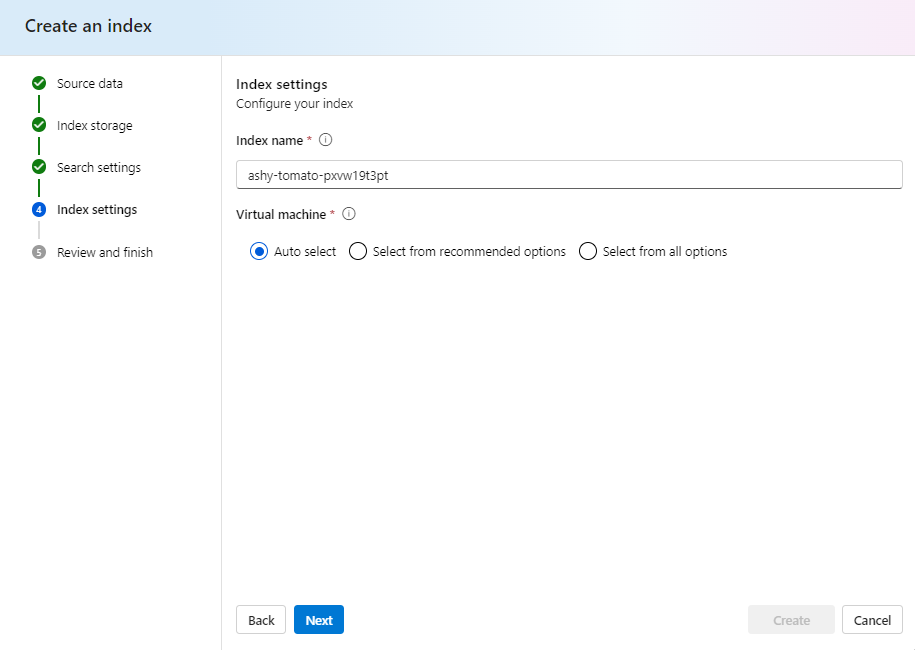 Create an index
Source data
Index storage
Search settings
4 Index settings
5 Review and finish
Index settings
Configure your index
Index name *
ashy-tomato-pxvw19t3pt
Virtual machine *
Auto select Select from recommended options Select from all options
Back Next Create Cancel